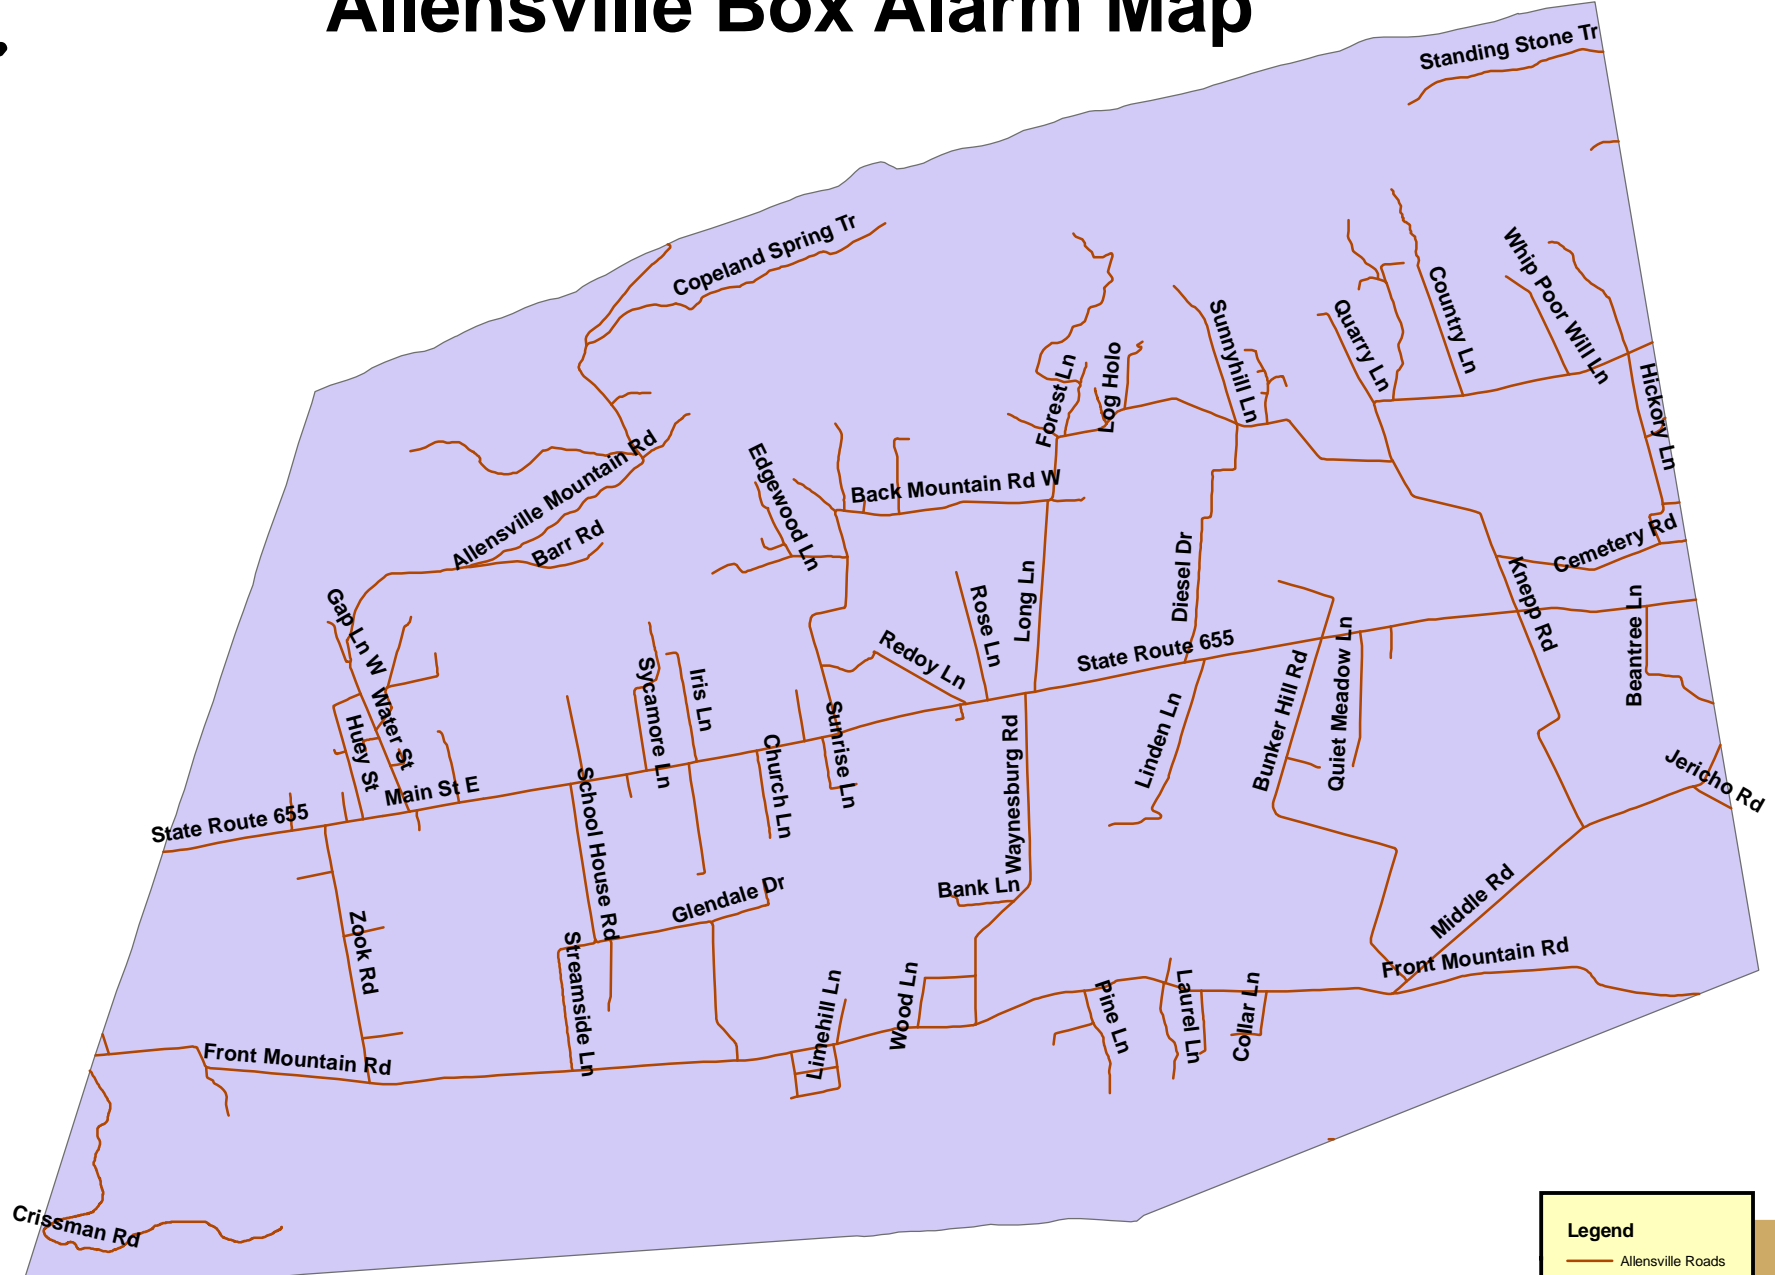 Allensville Box Alarm Map
Standing Stone Tr
Copeland Spring Tr
Whip Poor Will Ln
Country Ln
Quarry Ln
Sunnyhill Ln
Forest Ln
Log Holo
Hickory Ln
Allensville Mountain Rd
Edgewood Ln
Back Mountain Rd W
Barr Rd
Cemetery Rd
Gap Ln W
Rose Ln
Long Ln
Diesel Dr
Knepp Rd
Beantree Ln
Redoy Ln
State Route 655
Sycamore Ln
Iris Ln
Water St
Huey St
Sunrise Ln
Church Ln
Waynesburg Rd
Linden Ln
Bunker Hill Rd
Quiet Meadow Ln
Jericho Rd
Main St E
State Route 655
School House Rd
Glendale Dr
Bank Ln
Middle Rd
Zook Rd
Streamside Ln
Limehill Ln
Wood Ln
Pine Ln
Laurel Ln
Collar Ln
Front Mountain Rd
Front Mountain Rd
Crissman Rd
Legend
Allensville Roads